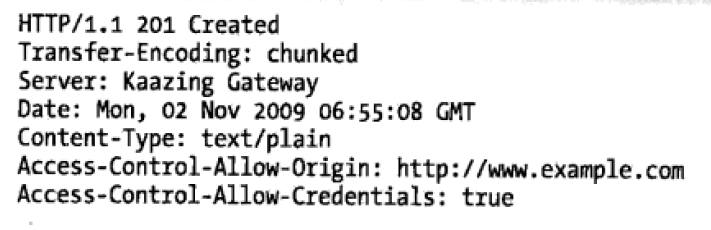 HTTP/1.1 201 Created
Transfer-Encoding: chunked
Server: Kaazing Gateway
Date: Mon, 02 Nov 2009 06:55:08 GMT
Content-Type: text/plain
Access-Control-Allow-Origin: http://www.example.com
Access-Control-Allow-Credentials: true